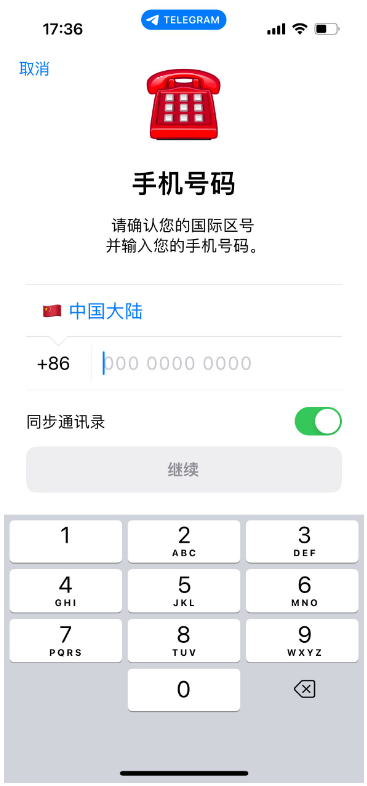 17:36
TELEGRAM
取消
手机号码
请确认您的国际区号
并输入您的手机号码。
中国大陆
+86 000 0000 0000
同步通讯录
继续
1 2 3
ABC DEF
4 5 6
GHI JKL MNO
7 8 9
PQRS TUV WXYZ
0